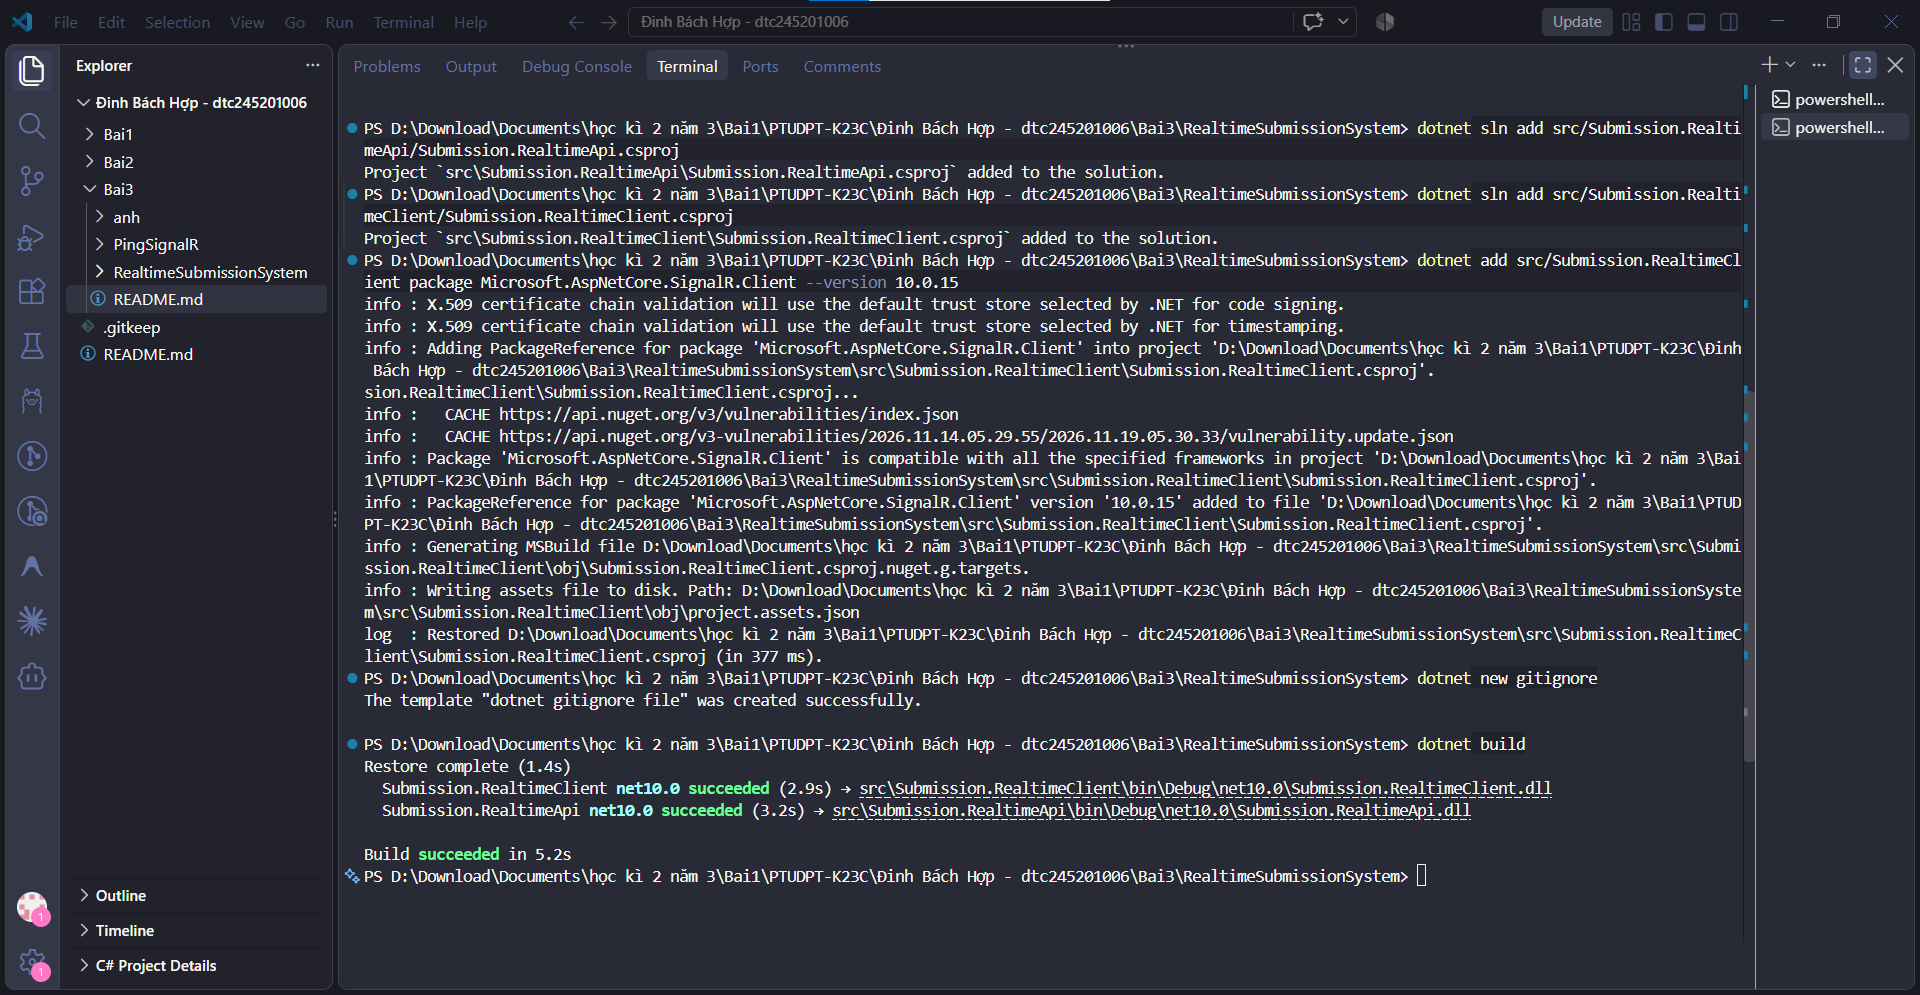 File Edit Selection View Go Run Terminal Help
Đinh Bách Hợp - dtc245201006
Update
Explorer
Đinh Bách Hợp - dtc245201006
Bai1
Bai2
Bai3
anh
PingSignalR
RealtimeSubmissionSystem
README.md
.gitkeep
README.md
Outline
Timeline
C# Project Details
1
1
Problems Output Debug Console Terminal Ports Comments
PS D:\Download\Documents\học kì 2 năm 3\Bai1\PTUDPT-K23C\Đinh Bách Hợp - dtc245201006\Bai3\RealtimeSubmissionSystem> dotnet sln add src/Submission.Realti
meApi/Submission.RealtimeApi.csproj
Project `src\Submission.RealtimeApi\Submission.RealtimeApi.csproj` added to the solution.
PS D:\Download\Documents\học kì 2 năm 3\Bai1\PTUDPT-K23C\Đinh Bách Hợp - dtc245201006\Bai3\RealtimeSubmissionSystem> dotnet sln add src/Submission.Realti
meClient/Submission.RealtimeClient.csproj
Project `src\Submission.RealtimeClient\Submission.RealtimeClient.csproj` added to the solution.
PS D:\Download\Documents\học kì 2 năm 3\Bai1\PTUDPT-K23C\Đinh Bách Hợp - dtc245201006\Bai3\RealtimeSubmissionSystem> dotnet add src/Submission.RealtimeCl
ient package Microsoft.AspNetCore.SignalR.Client --version 10.0.15
info : X.509 certificate chain validation will use the default trust store selected by .NET for code signing.
info : X.509 certificate chain validation will use the default trust store selected by .NET for timestamping.
info : Adding PackageReference for package 'Microsoft.AspNetCore.SignalR.Client' into project 'D:\Download\Documents\học kì 2 năm 3\Bai1\PTUDPT-K23C\Đinh
Bách Hợp - dtc245201006\Bai3\RealtimeSubmissionSystem\src\Submission.RealtimeClient\Submission.RealtimeClient.csproj'.
sion.RealtimeClient\Submission.RealtimeClient.csproj...
info :   CACHE https://api.nuget.org/v3/vulnerabilities/index.json
info :   CACHE https://api.nuget.org/v3-vulnerabilities/2026.11.14.05.29.55/2026.11.19.05.30.33/vulnerability.update.json
info : Package 'Microsoft.AspNetCore.SignalR.Client' is compatible with all the specified frameworks in project 'D:\Download\Documents\học kì 2 năm 3\Bai
1\PTUDPT-K23C\Đinh Bách Hợp - dtc245201006\Bai3\RealtimeSubmissionSystem\src\Submission.RealtimeClient\Submission.RealtimeClient.csproj'.
info : PackageReference for package 'Microsoft.AspNetCore.SignalR.Client' version '10.0.15' added to file 'D:\Download\Documents\học kì 2 năm 3\Bai1\PTUD
PT-K23C\Đinh Bách Hợp - dtc245201006\Bai3\RealtimeSubmissionSystem\src\Submission.RealtimeClient\Submission.RealtimeClient.csproj'.
info : Generating MSBuild file D:\Download\Documents\học kì 2 năm 3\Bai1\PTUDPT-K23C\Đinh Bách Hợp - dtc245201006\Bai3\RealtimeSubmissionSystem\src\Submi
ssion.RealtimeClient\obj\Submission.RealtimeClient.csproj.nuget.g.targets.
info : Writing assets file to disk. Path: D:\Download\Documents\học kì 2 năm 3\Bai1\PTUDPT-K23C\Đinh Bách Hợp - dtc245201006\Bai3\RealtimeSubmissionSyste
m\src\Submission.RealtimeClient\obj\project.assets.json
log  : Restored D:\Download\Documents\học kì 2 năm 3\Bai1\PTUDPT-K23C\Đinh Bách Hợp - dtc245201006\Bai3\RealtimeSubmissionSystem\src\Submission.RealtimeC
lient\Submission.RealtimeClient.csproj (in 377 ms).
PS D:\Download\Documents\học kì 2 năm 3\Bai1\PTUDPT-K23C\Đinh Bách Hợp - dtc245201006\Bai3\RealtimeSubmissionSystem> dotnet new gitignore
The template "dotnet gitignore file" was created successfully.
PS D:\Download\Documents\học kì 2 năm 3\Bai1\PTUDPT-K23C\Đinh Bách Hợp - dtc245201006\Bai3\RealtimeSubmissionSystem> dotnet build
Restore complete (1.4s)
Submission.RealtimeClient net10.0 succeeded (2.9s) → src\Submission.RealtimeClient\bin\Debug\net10.0\Submission.RealtimeClient.dll
Submission.RealtimeApi net10.0 succeeded (3.2s) → src\Submission.RealtimeApi\bin\Debug\net10.0\Submission.RealtimeApi.dll
Build succeeded in 5.2s
PS D:\Download\Documents\học kì 2 năm 3\Bai1\PTUDPT-K23C\Đinh Bách Hợp - dtc245201006\Bai3\RealtimeSubmissionSystem>
powershell...
powershell...